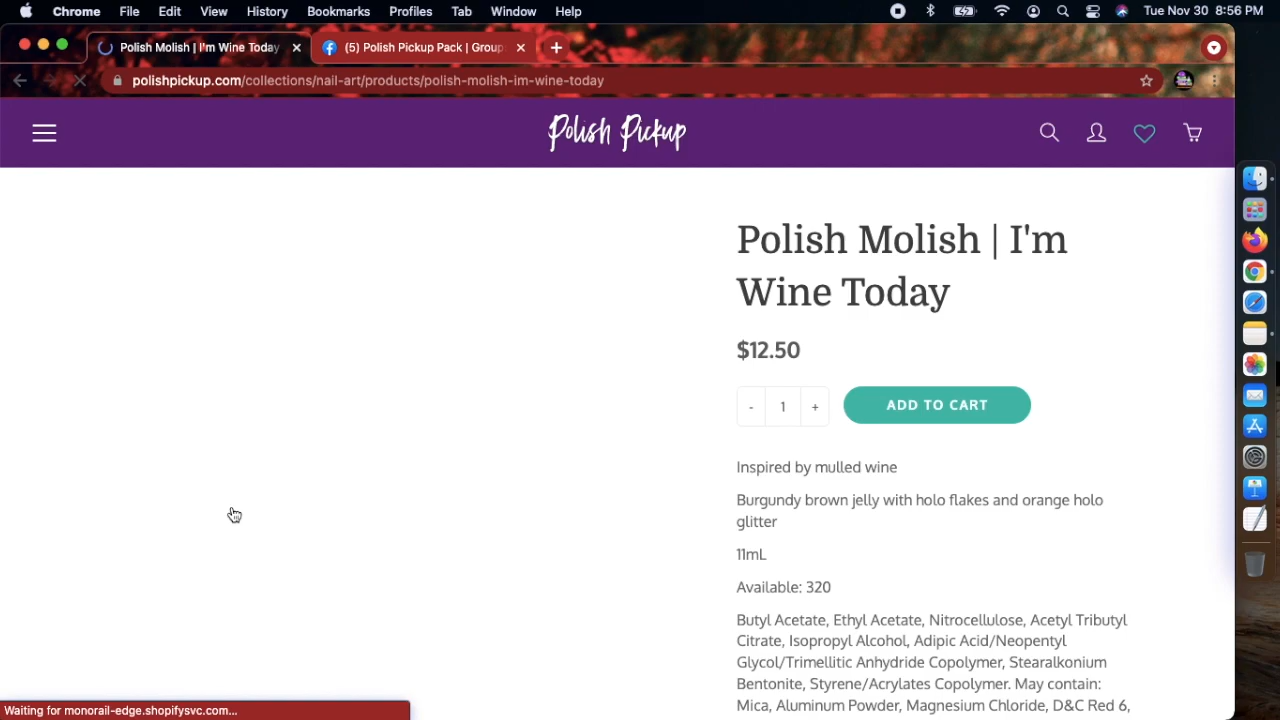 Chrome File Edit View History Bookmarks Profiles Tab Window Help Tue Nov 30 8:56 PM
Polish Molish | I'm Wine Today
(5) Polish Pickup Pack | Group
polishpickup.com/collections/nail-art/products/polish-molish-im-wine-today
Polish Pickup
Polish Molish | I'm
Wine Today
$12.50
- 1 + ADD TO CART
Inspired by mulled wine
Burgundy brown jelly with holo flakes and orange holo
glitter
11mL
Available: 320
Butyl Acetate, Ethyl Acetate, Nitrocellulose, Acetyl Tributyl
Citrate, Isopropyl Alcohol, Adipic Acid/Neopentyl
Glycol/Trimellitic Anhydride Copolymer, Stearalkonium
Bentonite, Styrene/Acrylates Copolymer. May contain:
Mica, Aluminum Powder, Magnesium Chloride, D&C Red 6,
Waiting for monorail-edge.shopifysvc.com...